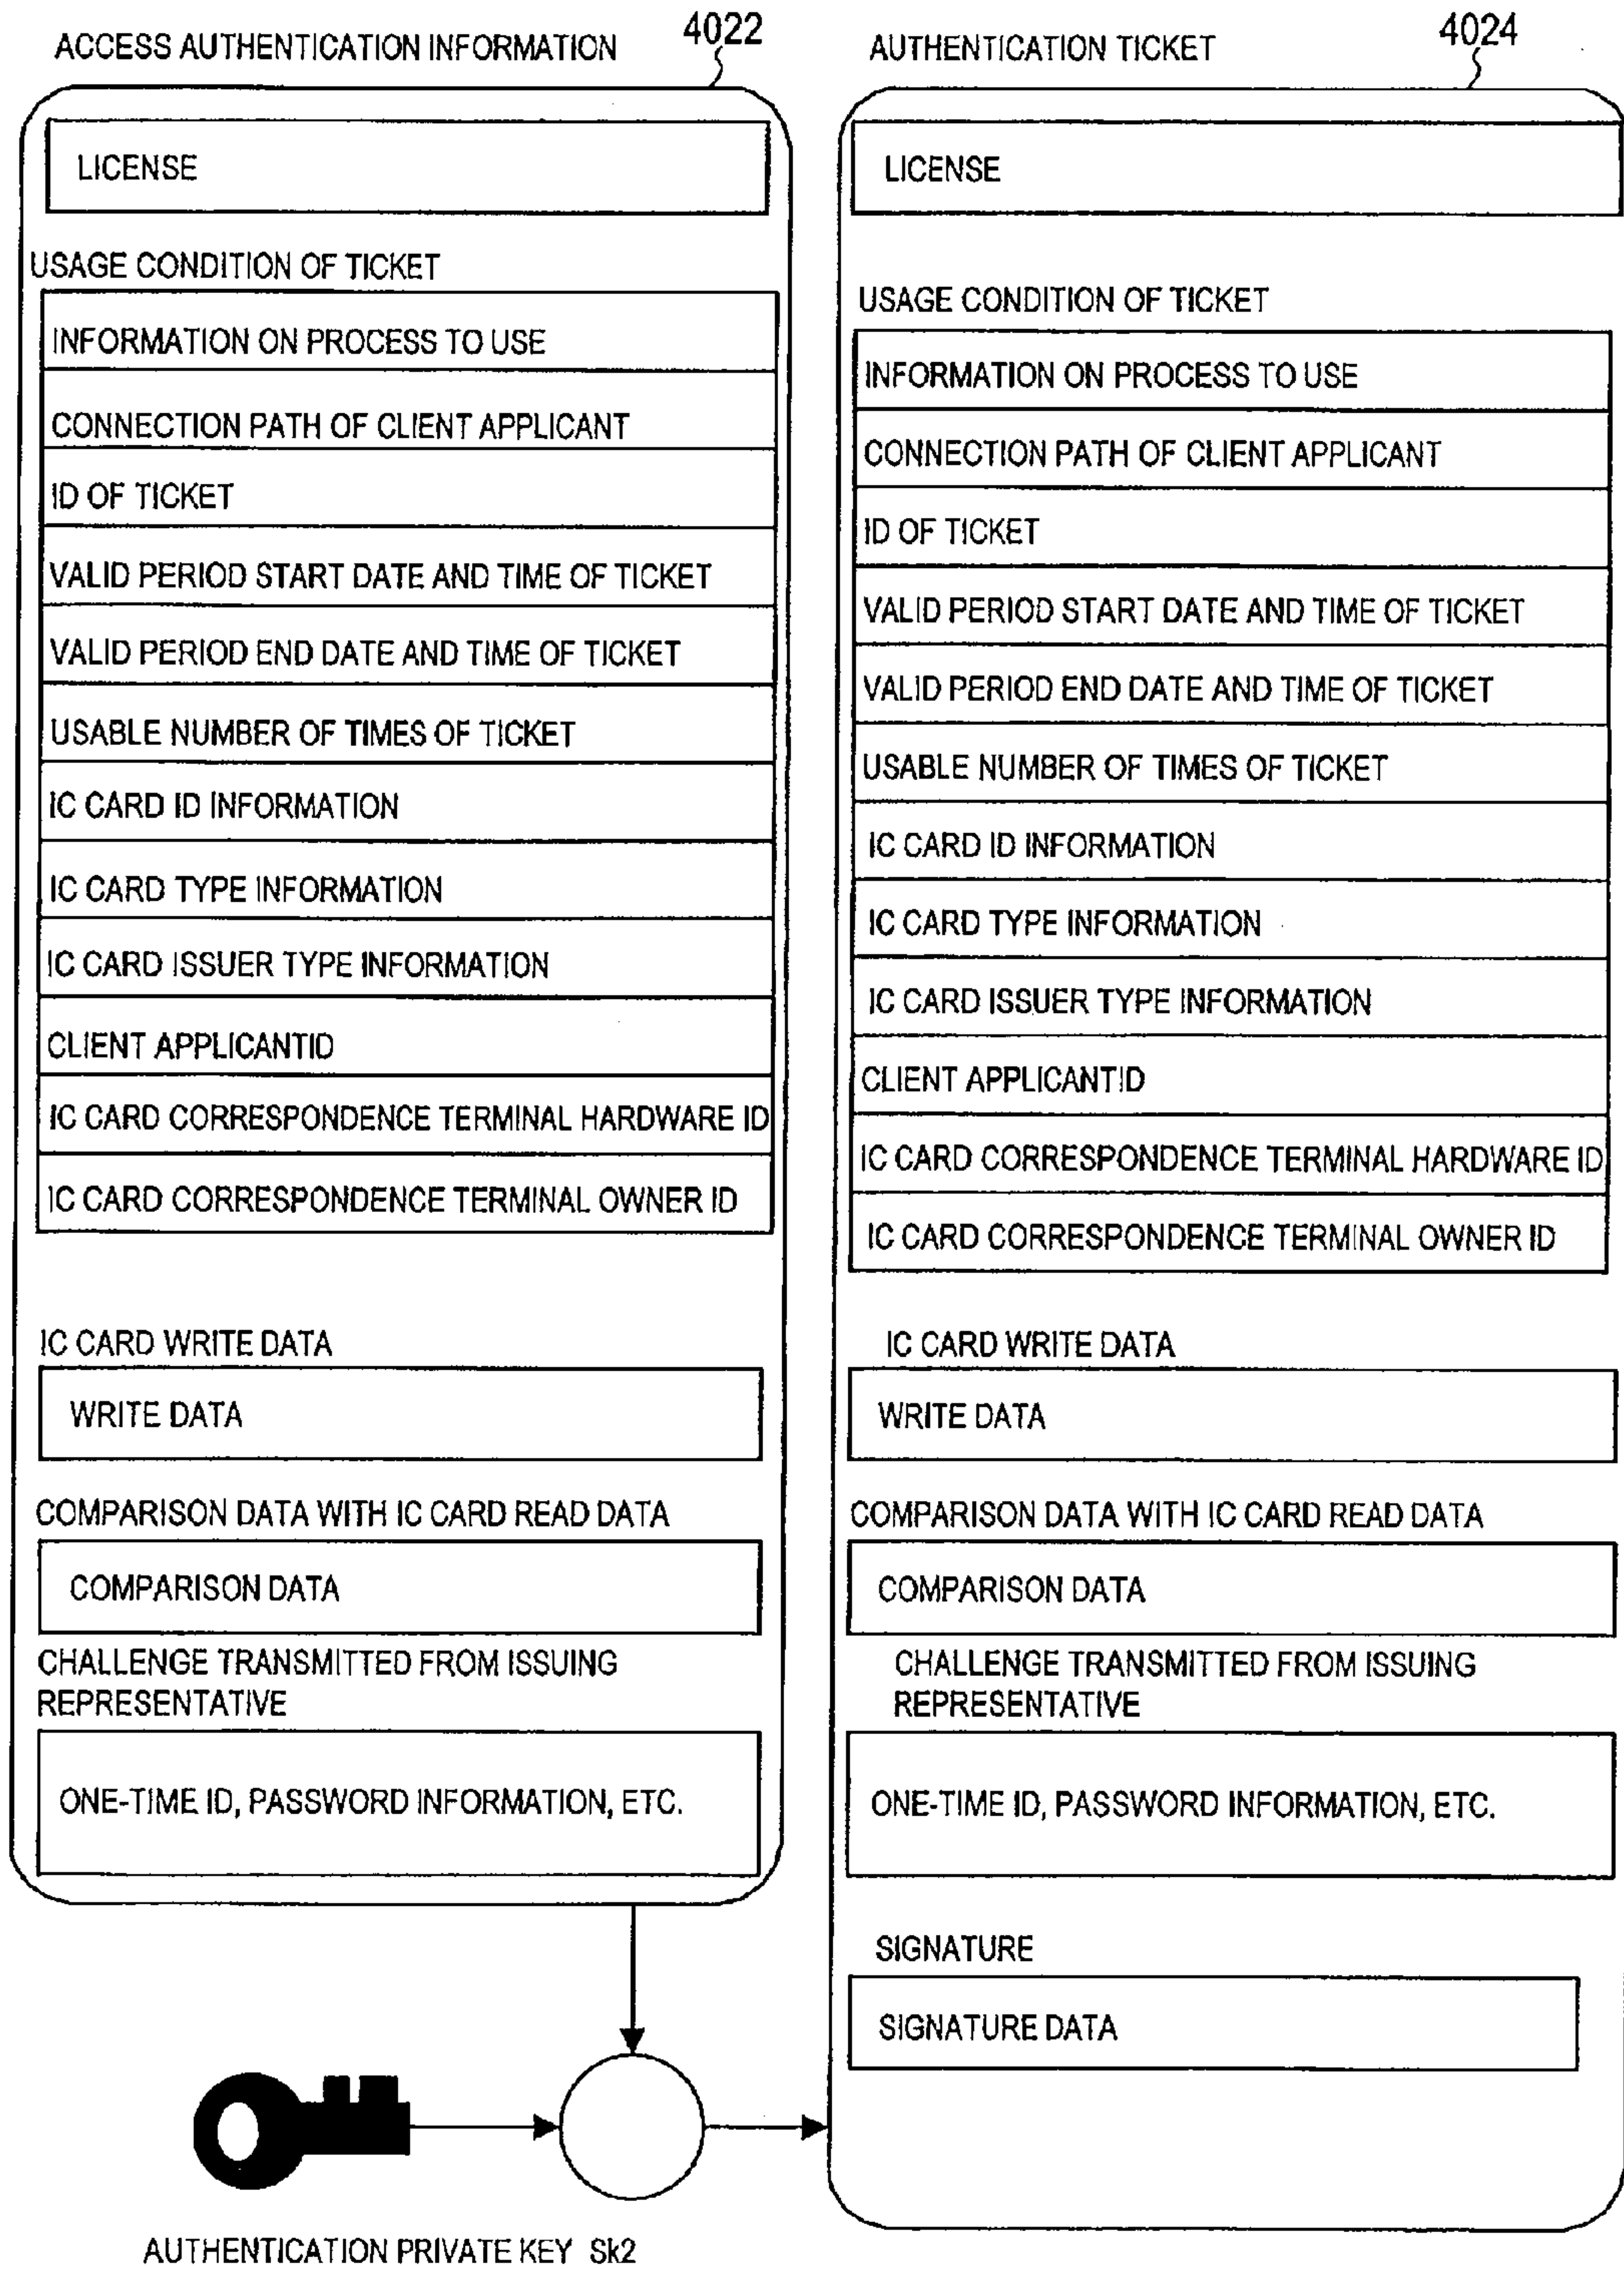 ACCESS AUTHENTICATION INFORMATION
4022
LICENSE
USAGE CONDITION OF TICKET
INFORMATION ON PROCESS TO USE
CONNECTION PATH OF CLIENT APPLICANT
ID OF TICKET
VALID PERIOD START DATE AND TIME OF TICKET
VALID PERIOD END DATE AND TIME OF TICKET
USABLE NUMBER OF TIMES OF TICKET
IC CARD ID INFORMATION
IC CARD TYPE INFORMATION
IC CARD ISSUER TYPE INFORMATION
CLIENT APPLICANTID
IC CARD CORRESPONDENCE TERMINAL HARDWARE ID
IC CARD CORRESPONDENCE TERMINAL OWNER ID
IC CARD WRITE DATA
WRITE DATA
COMPARISON DATA WITH IC CARD READ DATA
COMPARISON DATA
CHALLENGE TRANSMITTED FROM ISSUING
REPRESENTATIVE
ONE-TIME ID, PASSWORD INFORMATION, ETC.
AUTHENTICATION PRIVATE KEY Sk2
AUTHENTICATION TICKET
4024
LICENSE
USAGE CONDITION OF TICKET
INFORMATION ON PROCESS TO USE
CONNECTION PATH OF CLIENT APPLICANT
ID OF TICKET
VALID PERIOD START DATE AND TIME OF TICKET
VALID PERIOD END DATE AND TIME OF TICKET
USABLE NUMBER OF TIMES OF TICKET
IC CARD ID INFORMATION
IC CARD TYPE INFORMATION
IC CARD ISSUER TYPE INFORMATION
CLIENT APPLICANTID
IC CARD CORRESPONDENCE TERMINAL HARDWARE ID
IC CARD CORRESPONDENCE TERMINAL OWNER ID
IC CARD WRITE DATA
WRITE DATA
COMPARISON DATA WITH IC CARD READ DATA
COMPARISON DATA
CHALLENGE TRANSMITTED FROM ISSUING
REPRESENTATIVE
ONE-TIME ID, PASSWORD INFORMATION, ETC.
SIGNATURE
SIGNATURE DATA